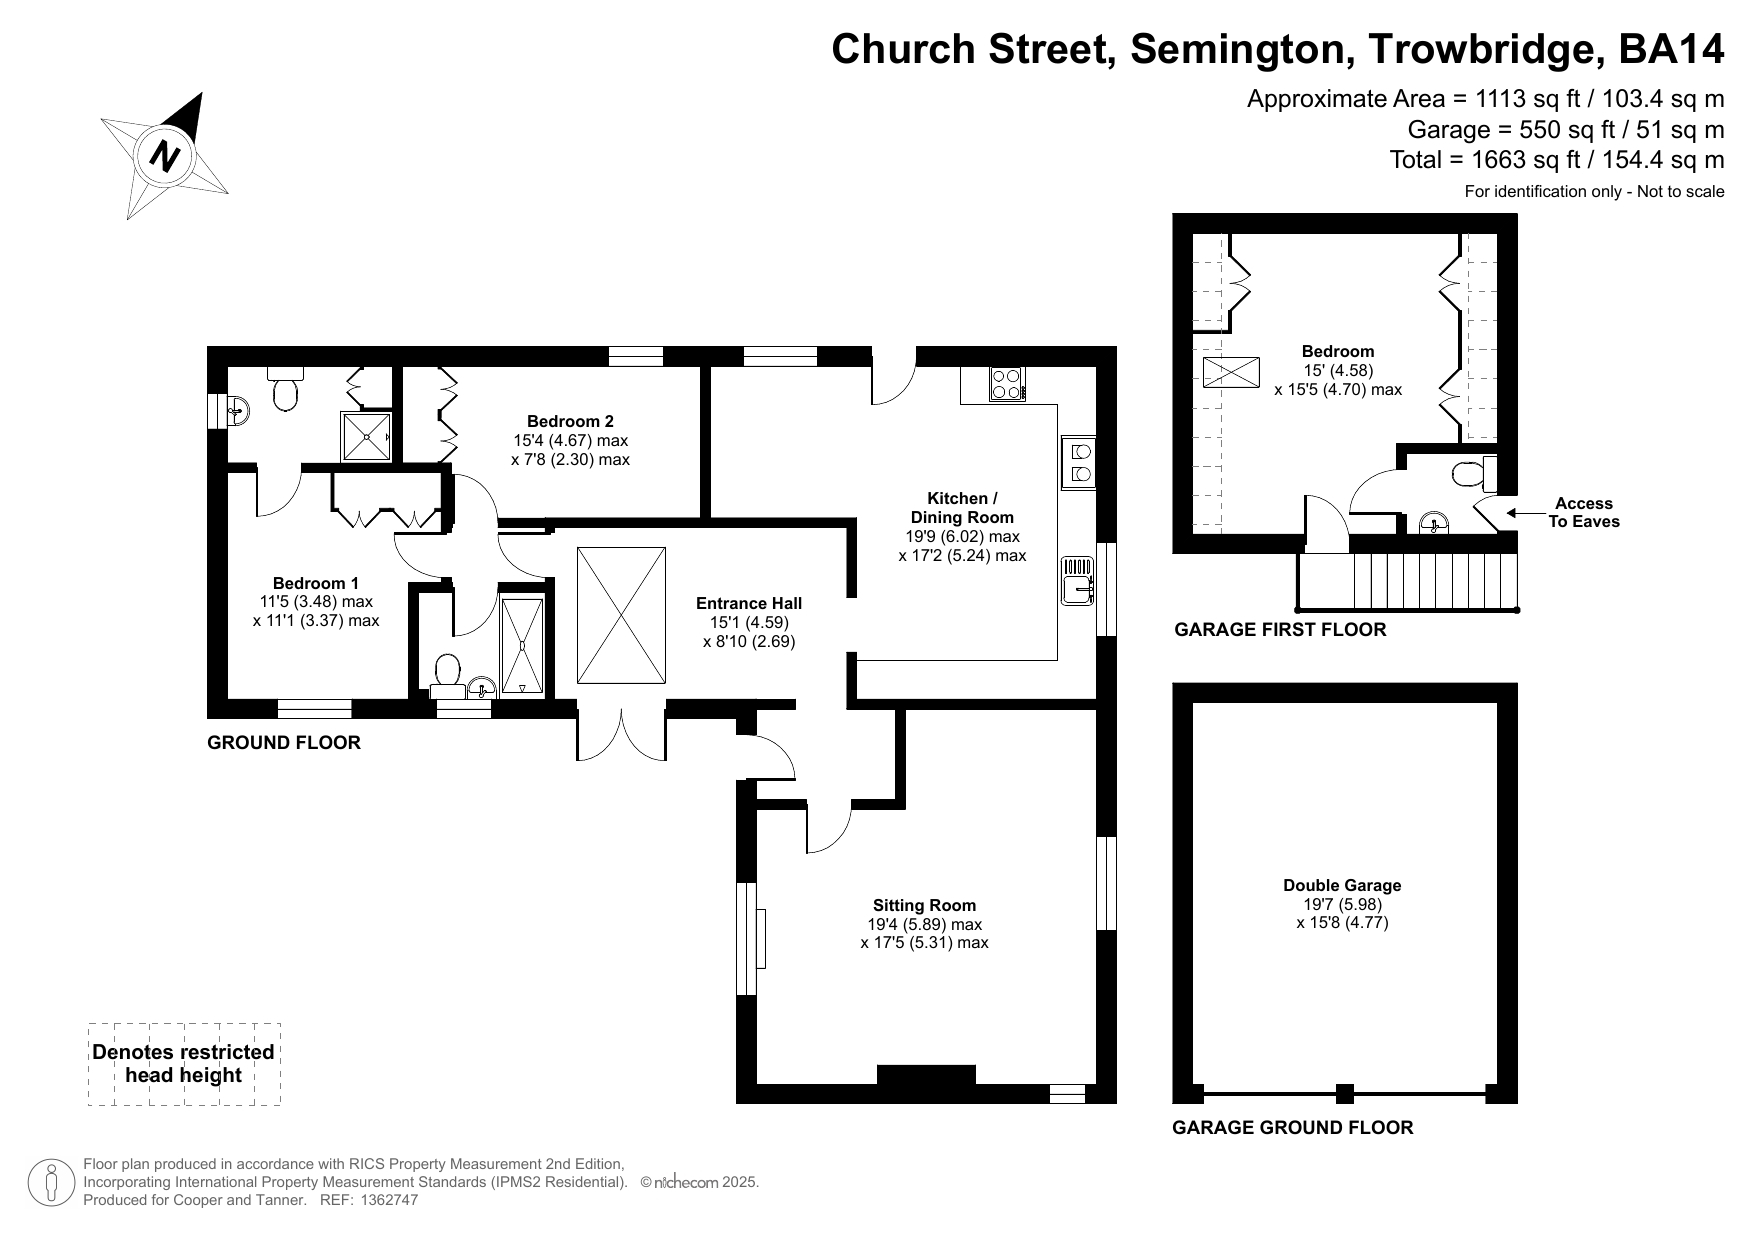 Church Street, Semington, Trowbridge, BA14
Approximate Area = 1113 sq ft / 103.4 sq m
Garage = 550 sq ft / 51 sq m
Total = 1663 sq ft / 154.4 sq m
For identification only - Not to scale
N
Bedroom
15' (4.58)
x 15'5 (4.70) max
Access
To Eaves
GARAGE FIRST FLOOR
Bedroom 2
15'4 (4.67) max
x 7'8 (2.30) max
Kitchen /
Dining Room
19'9 (6.02) max
x 17'2 (5.24) max
Bedroom 1
11'5 (3.48) max
x 11'1 (3.37) max
Entrance Hall
15'1 (4.59)
x 8'10 (2.69)
GROUND FLOOR
Sitting Room
19'4 (5.89) max
x 17'5 (5.31) max
Double Garage
19'7 (5.98)
x 15'8 (4.77)
GARAGE GROUND FLOOR
Denotes restricted
head height
Floor plan produced in accordance with RICS Property Measurement 2nd Edition,
Incorporating International Property Measurement Standards (IPMS2 Residential). © nichecom 2025.
Produced for Cooper and Tanner. REF: 1362747